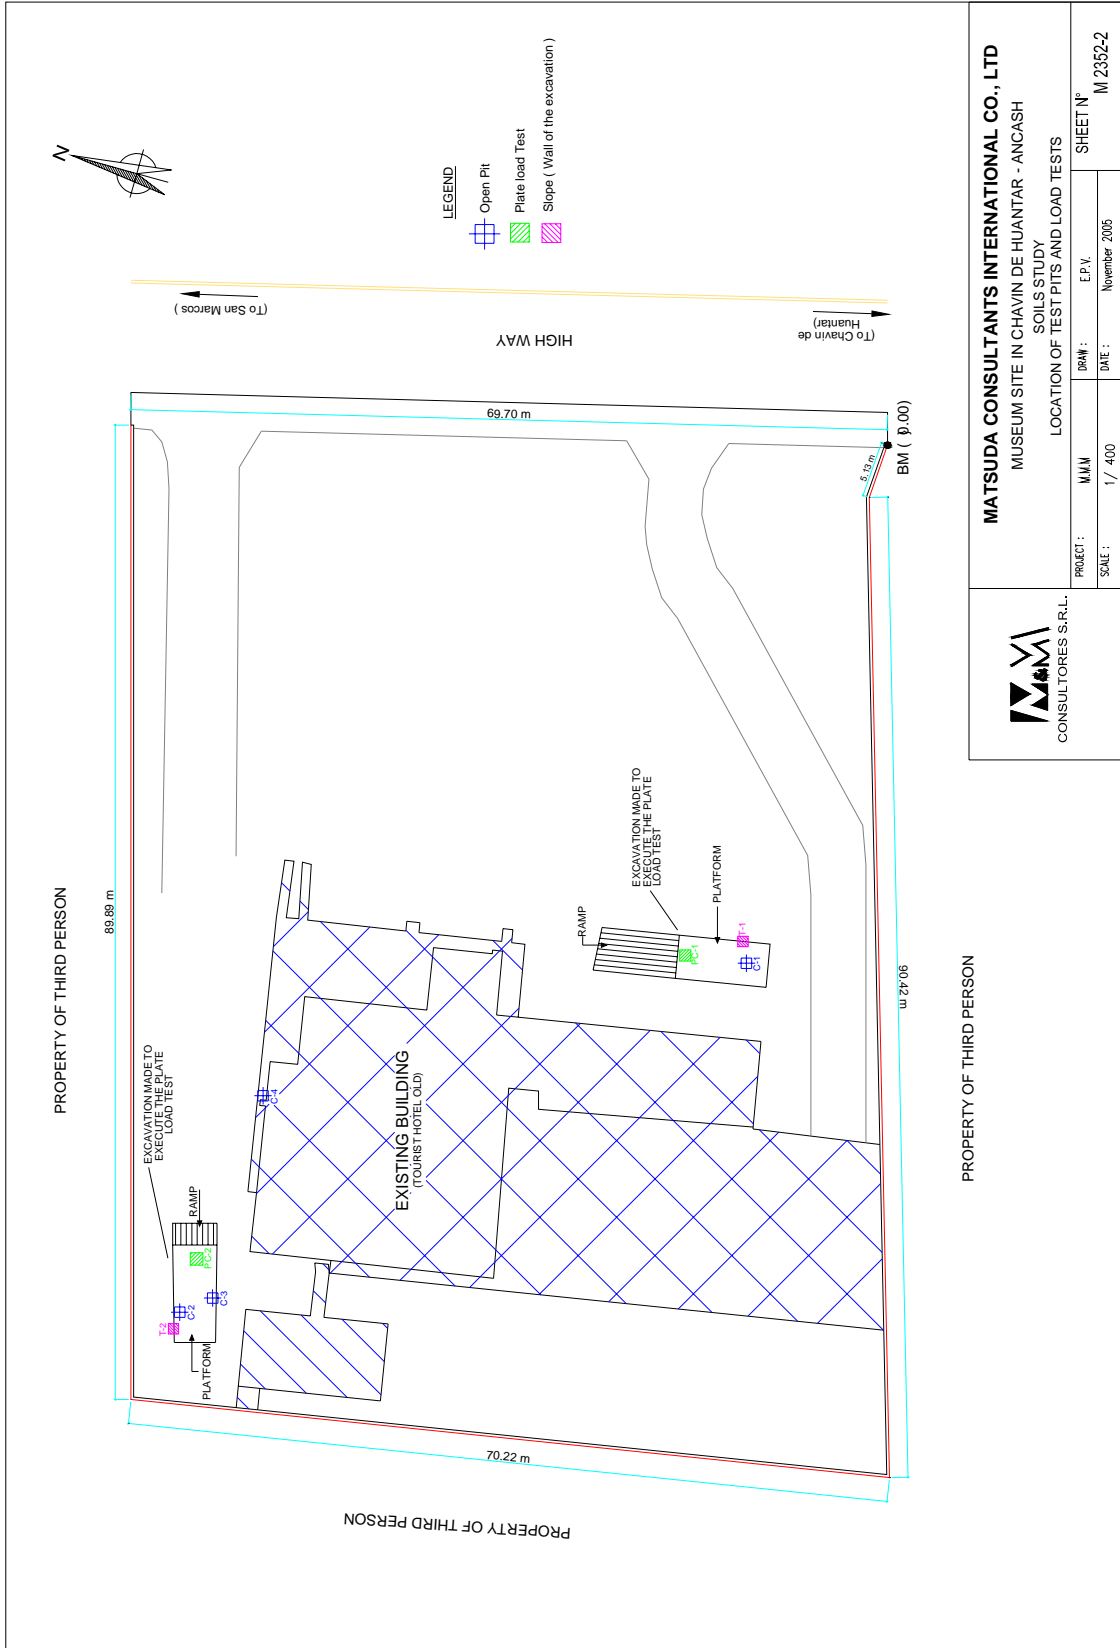 N
LEGEND
Open Pit
Plate load Test
Slope ( Wall of the excavation )
(To San Marcos )
HIGH WAY
(To Chavin de
Huantar)
69.70 m
5.13 m
BM ( 0.00)
89.89 m
PROPERTY OF THIRD PERSON
EXCAVATION MADE TO
EXECUTE THE PLATE
LOAD TEST
RAMP
PC-2
C-2
C-3
T-2
PLATFORM
C-4
EXISTING BUILDING
(TOURIST HOTEL OLD)
EXCAVATION MADE TO
EXECUTE THE PLATE
LOAD TEST
RAMP
PLATFORM
PC-1
T-1
C-1
90.42 m
PROPERTY OF THIRD PERSON
70.22 m
PROPERTY OF THIRD PERSON
M&M
CONSULTORES S.R.L.
MATSUDA CONSULTANTS INTERNATIONAL CO., LTD
MUSEUM SITE IN CHAVIN DE HUANTAR - ANCASH
SOILS STUDY
LOCATION OF TEST PITS AND LOAD TESTS
PROJECT : M.M.M
DRAW : E.P.V.
SHEET Nº
M 2352-2
SCALE : 1 / 400
DATE : November 2005